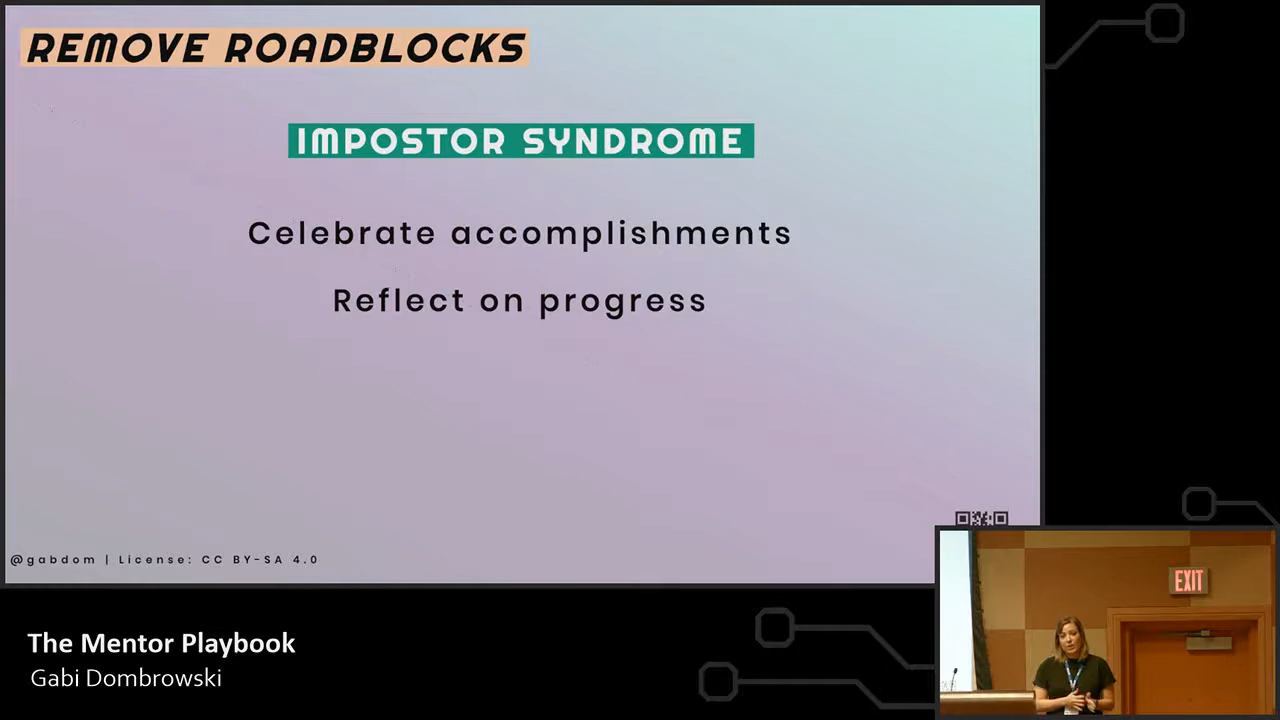 REMOVE ROADBLOCKS
IMPOSTOR SYNDROME
Celebrate accomplishments
Reflect on progress
@gabdom | License: CC BY-SA 4.0
EXIT
The Mentor Playbook
Gabi Dombrowski